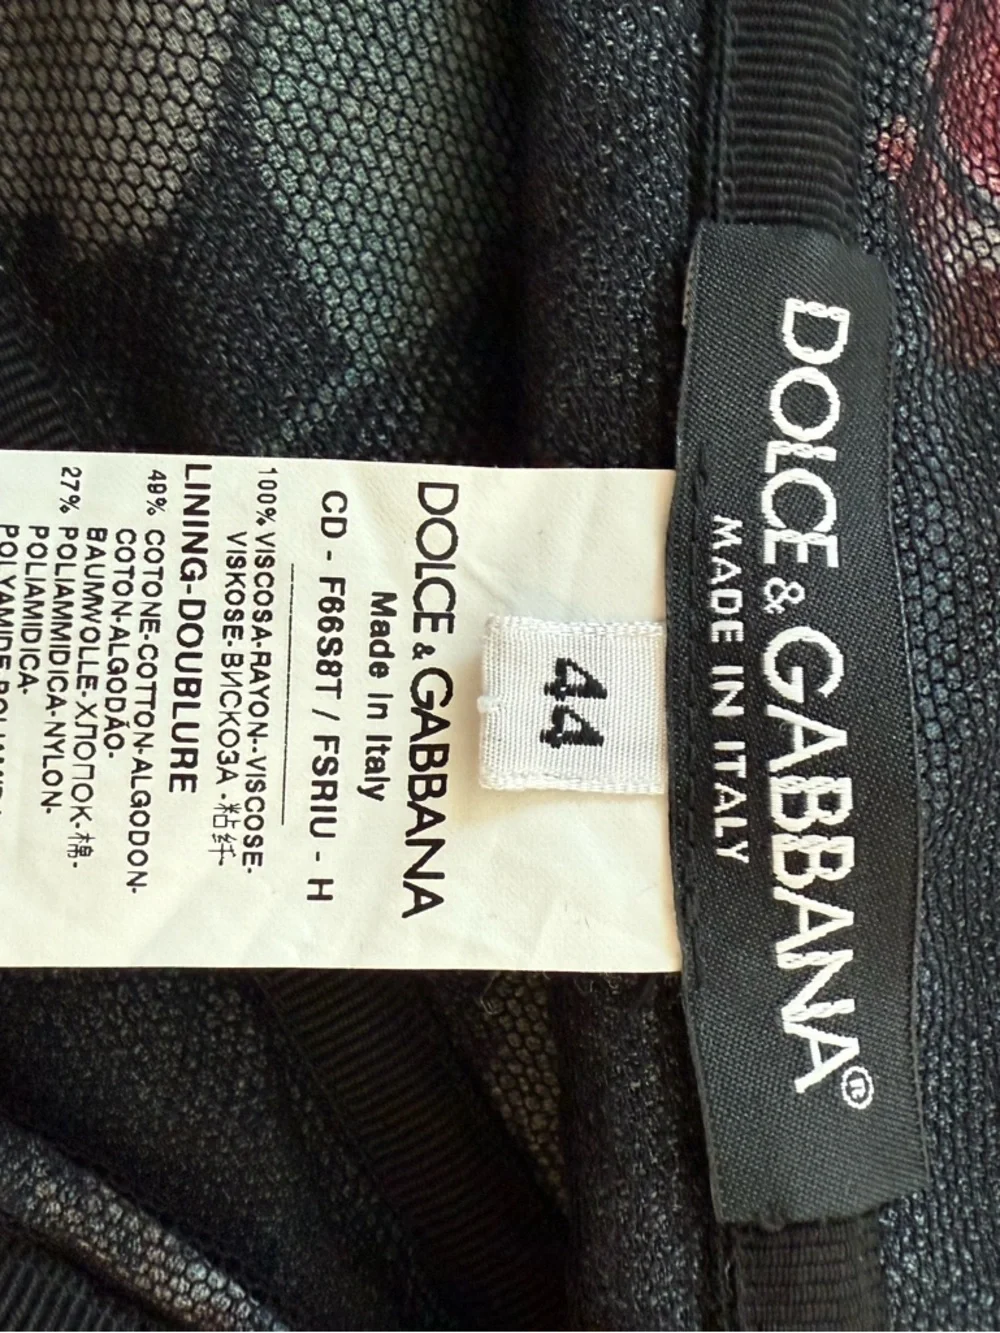 DOLCE & GABBANA®
MADE IN ITALY
44
DOLCE & GABBANA
Made In Italy
CD - F66S8T / FSRIU - H
100% VISCOSA-RAYON--VISCOSE-
VISKOSE-ВИСКОЗА-粘纤-
LINING-DOUBLURE
49% COTONE-COTTON-ALGODON-
COTON-ALGODÃO-
BAUMWOLLE-ХЛОПОК-棉-
27% POLIAMMIDICA-NYLON-
POLIAMIDICA-